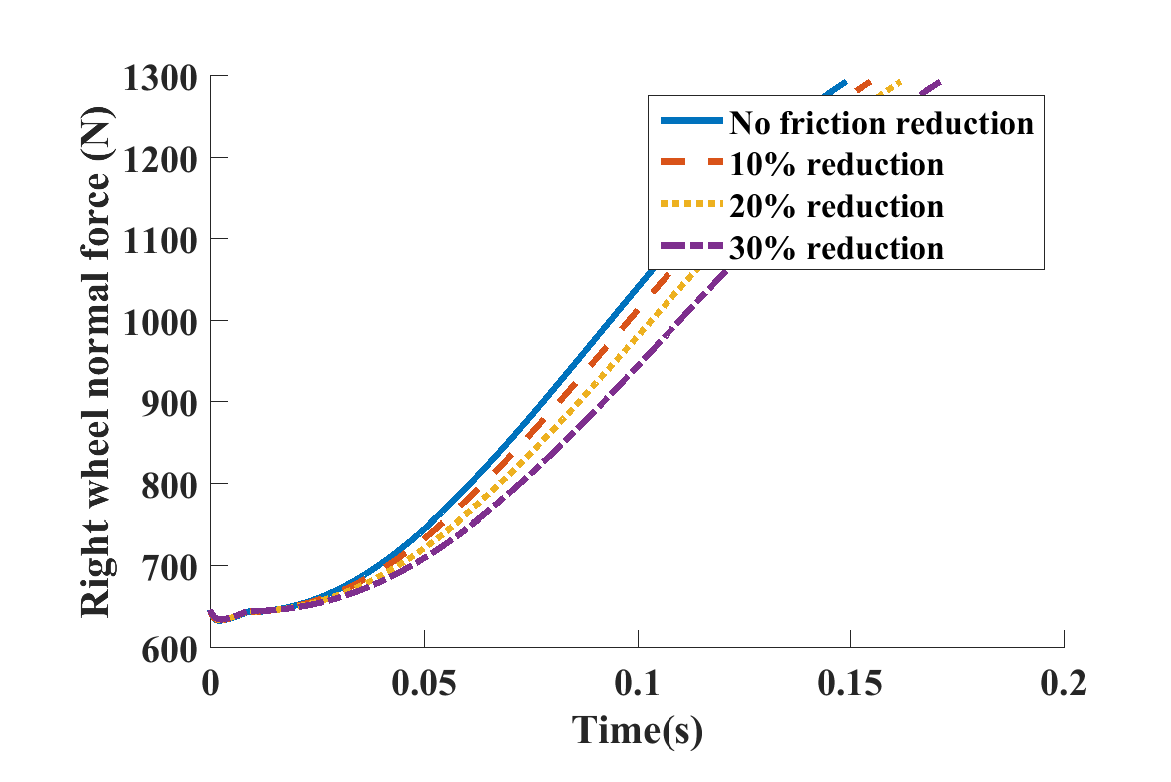 Right wheel normal force (N)
1300
1200
1100
1000
900
800
700
600
No friction reduction
10% reduction
20% reduction
30% reduction
0
0.05
0.1
0.15
0.2
Time(s)